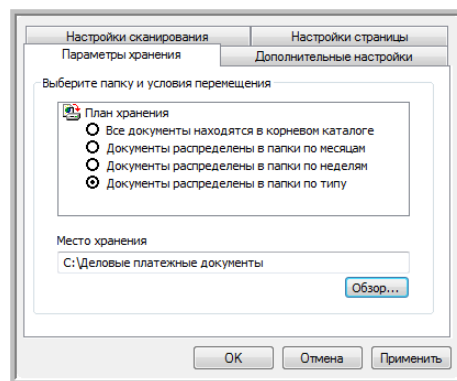 Настройки сканирования
Настройки страницы
Параметры хранения
Дополнительные настройки
Выберите папку и условия перемещения
План хранения
Все документы находятся в корневом каталоге
Документы распределены в папки по месяцам
Документы распределены в папки по неделям
Документы распределены в папки по типу
Место хранения
C:\Деловые платежные документы
Обзор...
OK
Отмена
Применить